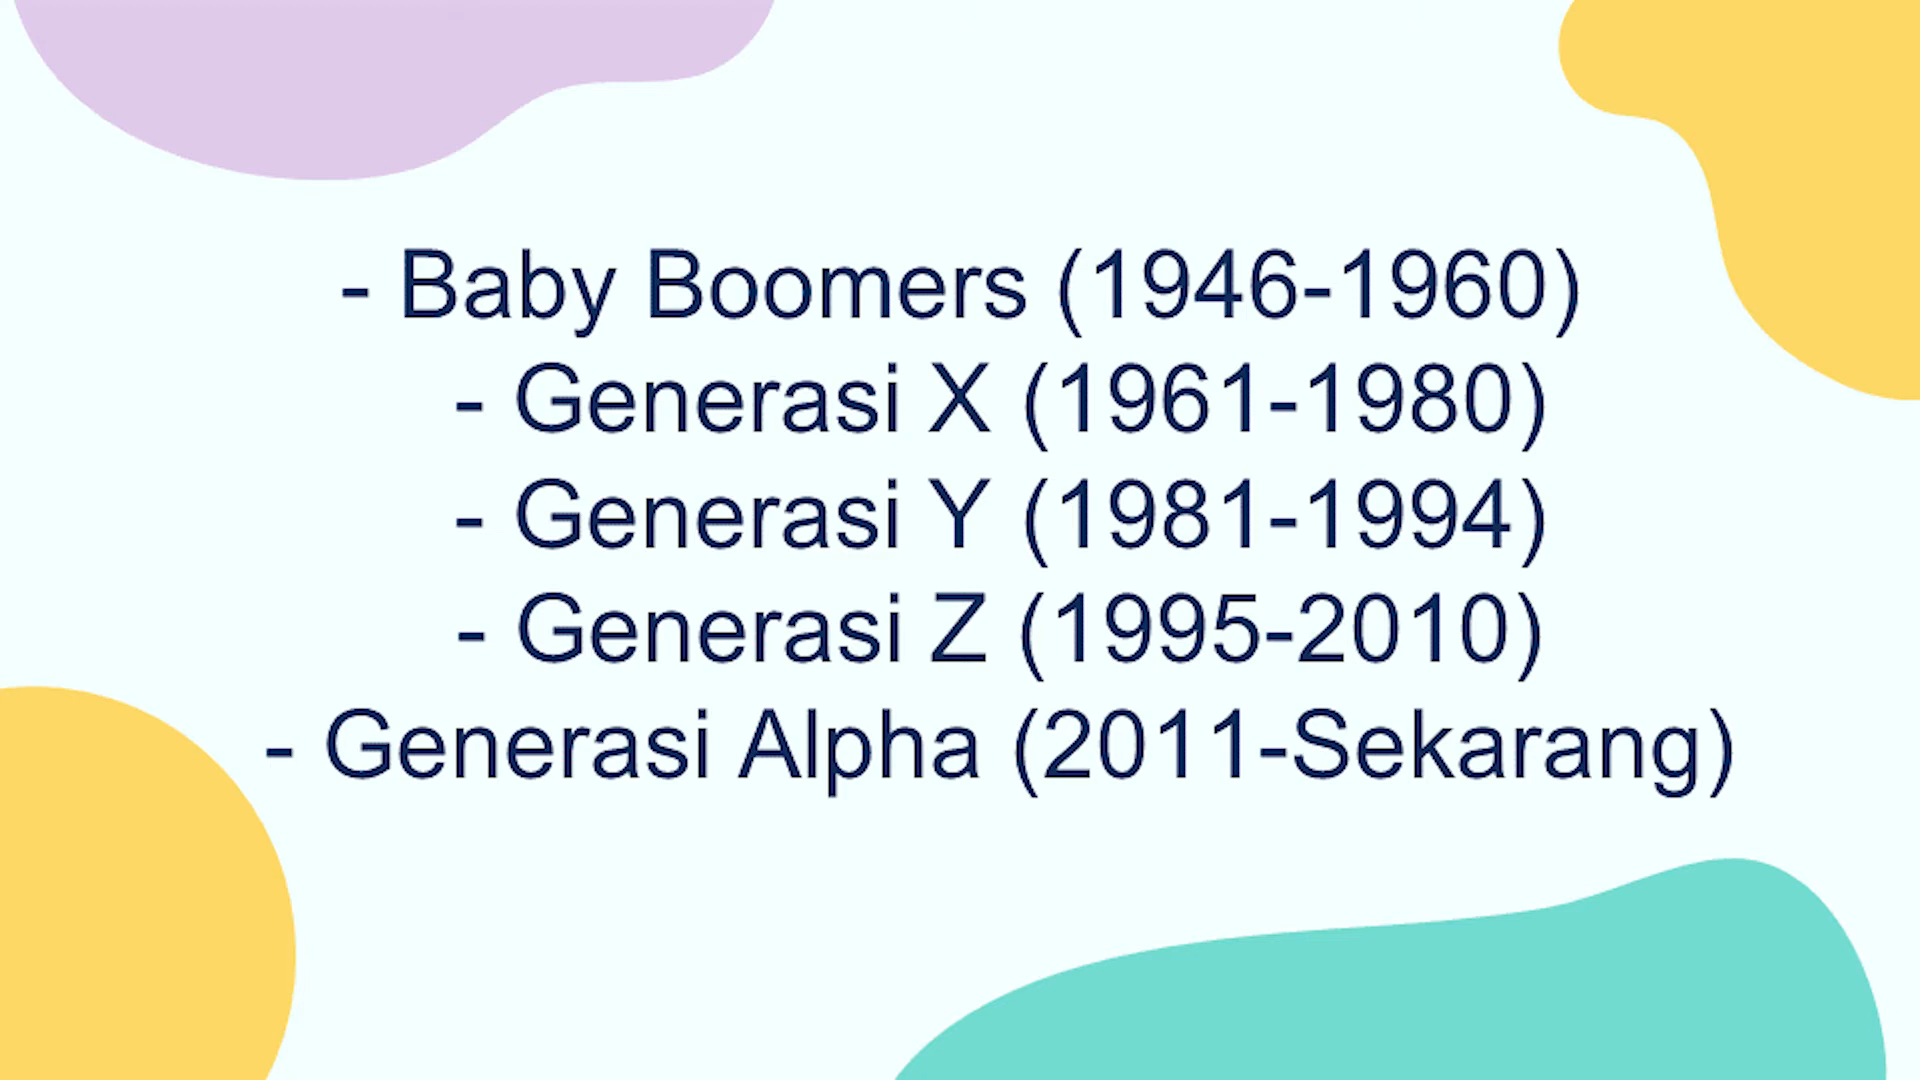 - Baby Boomers (1946-1960)
- Generasi X (1961-1980)
- Generasi Y (1981-1994)
- Generasi Z (1995-2010)
- Generasi Alpha (2011-Sekarang)